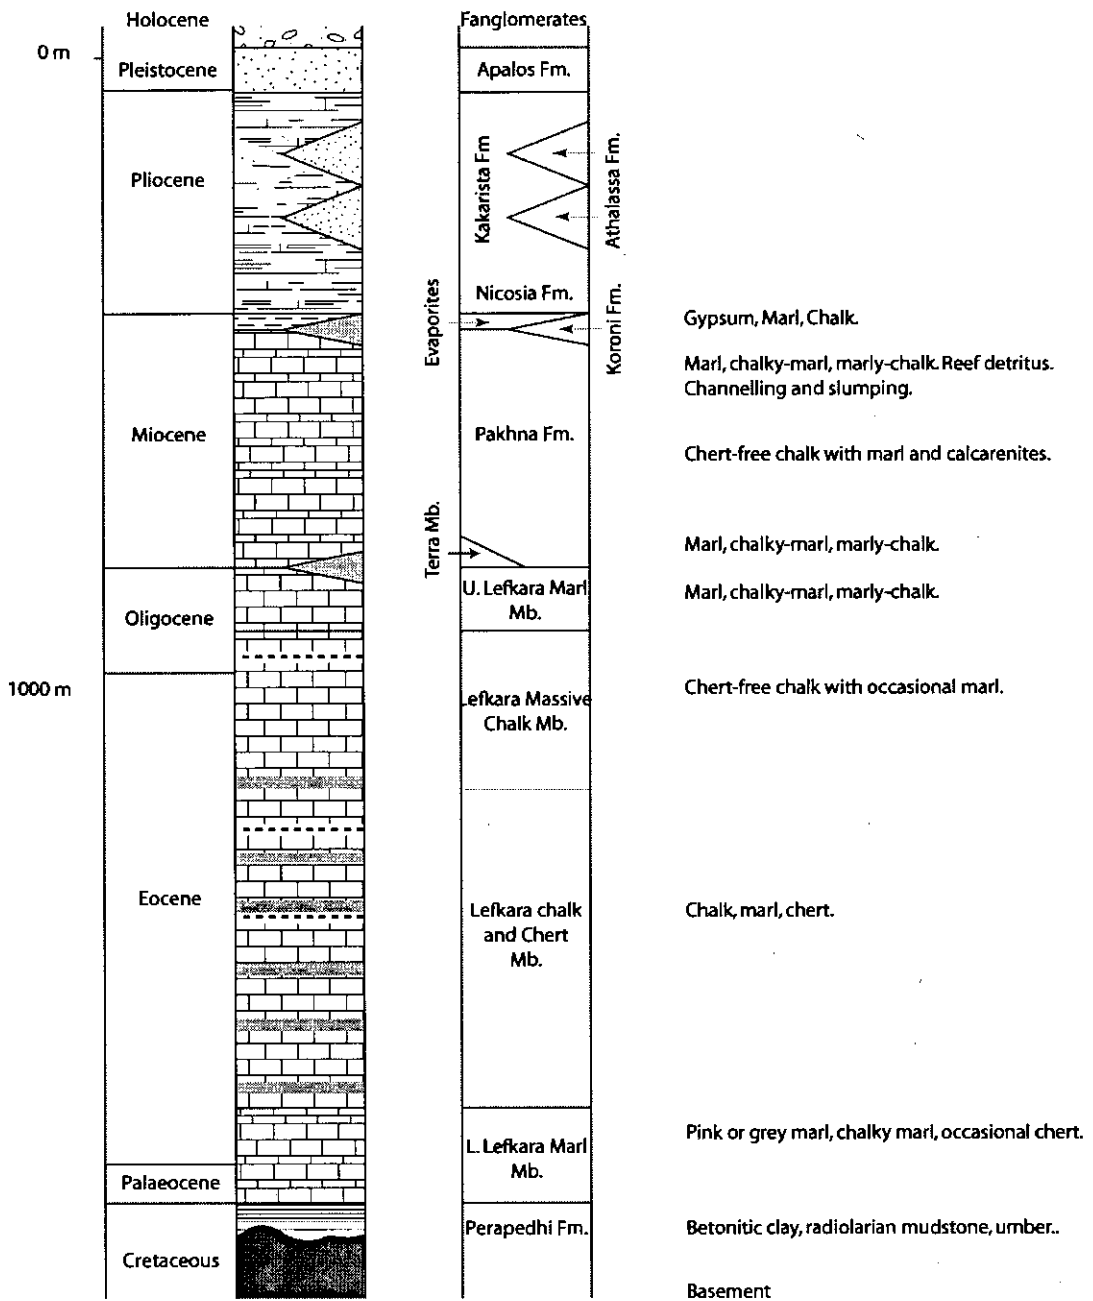 Holocene
Fanglomerates
0 m
Pleistocene
Apalos Fm.
Pliocene
Kakarista Fm
Athalassa Fm.
Nicosia Fm.
Evaporites
Koroni Fm.
Gypsum, Marl, Chalk.
Marl, chalky-marl, marly-chalk. Reef detritus.
Channelling and slumping.
Miocene
Pakhna Fm.
Chert-free chalk with marl and calcarenites.
Terra Mb.
Marl, chalky-marl, marly-chalk.
U. Lefkara Marl
Mb.
Marl, chalky-marl, marly-chalk.
Oligocene
1000 m
Lefkara Massive
Chalk Mb.
Chert-free chalk with occasional marl.
Eocene
Lefkara chalk
and Chert
Mb.
Chalk, marl, chert.
L. Lefkara Marl
Mb.
Pink or grey marl, chalky marl, occasional chert.
Palaeocene
Perapedhi Fm.
Betonitic clay, radiolarian mudstone, umber..
Cretaceous
Basement